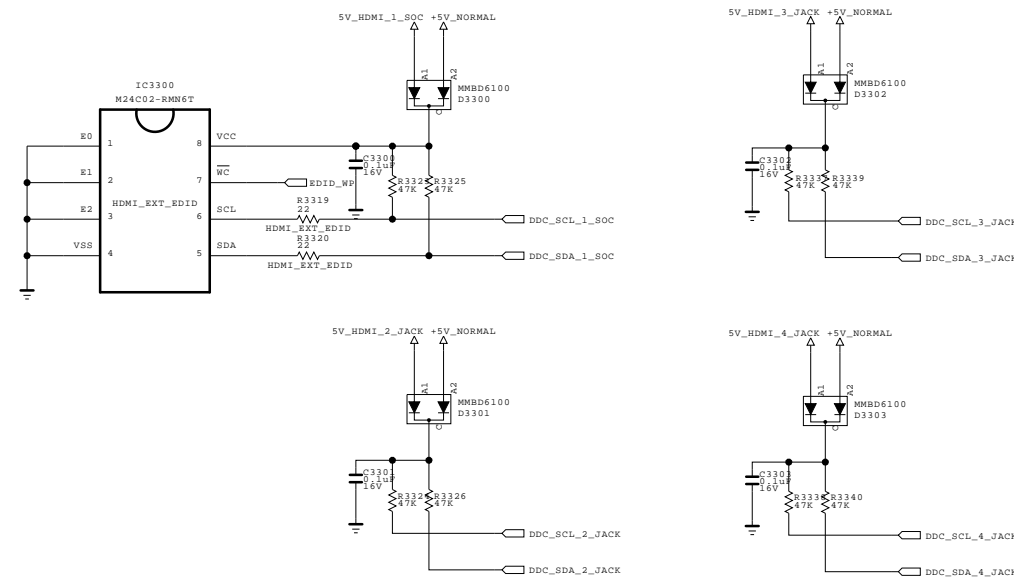 5V_HDMI_1_SOC +5V_NORMAL
A1
A2
MMBD6100
D3300
C
IC3300
M24C02-RMN6T
E0
1
8
VCC
E1
2
7
WC
EDID_WP
HDMI_EXT_EDID
E2
3
6
SCL
VSS
4
5
SDA
C3300
0.1uF
16V
47K
R3325
47K
R3319
22
HDMI_EXT_EDID
DDC_SCL_1_SOC
R3320
22
HDMI_EXT_EDID
DDC_SDA_1_SOC
5V_HDMI_3_JACK +5V_NORMAL
A1
A2
MMBD6100
D3302
C
C3302
0.1uF
16V
47K
R3339
47K
DDC_SCL_3_JACK
DDC_SDA_3_JACK
5V_HDMI_2_JACK +5V_NORMAL
A1
A2
MMBD6100
D3301
C
C3301
0.1uF
16V
47K
R3326
47K
DDC_SCL_2_JACK
DDC_SDA_2_JACK
5V_HDMI_4_JACK +5V_NORMAL
A1
A2
MMBD6100
D3303
C
C3303
0.1uF
16V
47K
R3340
47K
DDC_SCL_4_JACK
DDC_SDA_4_JACK